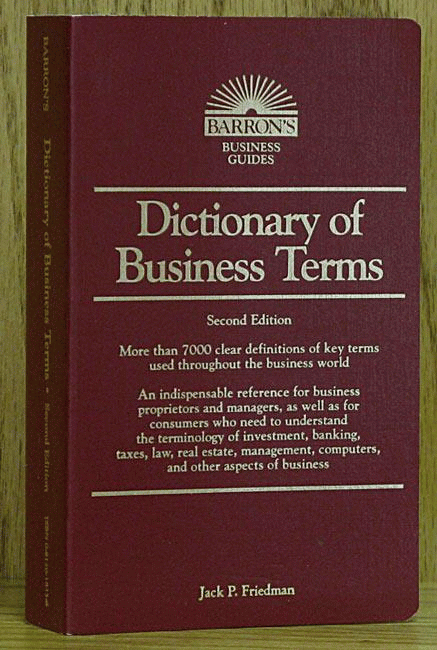 BARRON'S
BUSINESS
GUIDES
Dictionary of
Business Terms
Second Edition
More than 7000 clear definitions of key terms
used throughout the business world
An indispensable reference for business
proprietors and managers, as well as for
consumers who need to understand
the terminology of investment, banking,
taxes, law, real estate, management, computers,
and other aspects of business
Jack P. Friedman
BARRON'S Dictionary of Business Terms • Second Edition